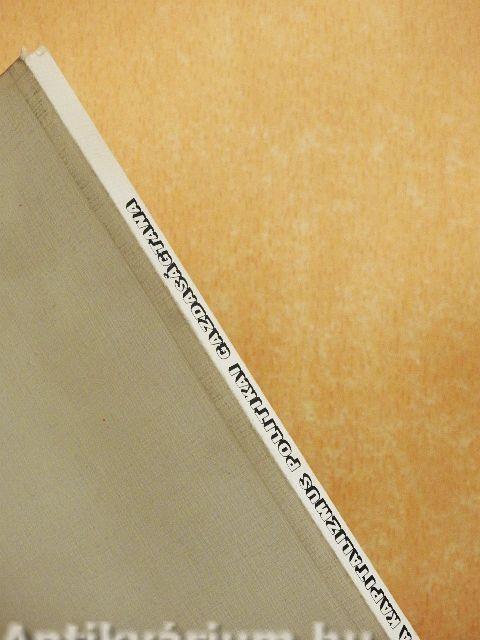 A KAPITALIZMUS POLITIKAI GAZDASÁGTANA
Antikvárium.hu